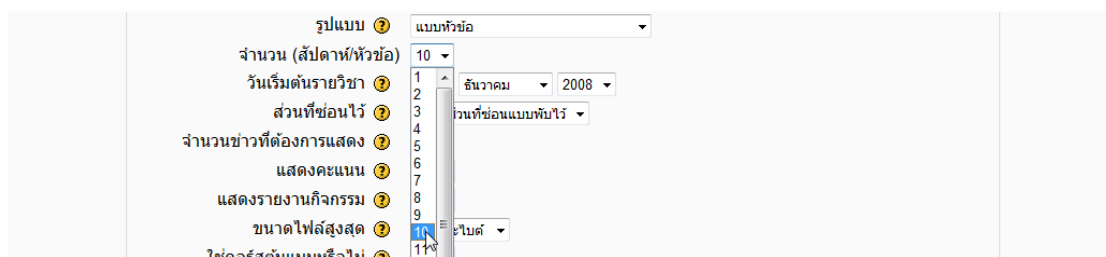 รูปแบบ แบบหัวข้อ
จำนวน (สัปดาห์/หัวข้อ) 10
วันเริ่มต้นรายวิชา 1 ธันวาคม 2008
2
ส่วนที่ซ่อนไว้ 3 ส่วนที่ซ่อนแบบพับไว้
4
จำนวนข่าวที่ต้องการแสดง 5
แสดงคะแนน 6
7
แสดงรายงานกิจกรรม 8
9
ขนาดไฟล์สูงสุด 10 ะไบต์
11